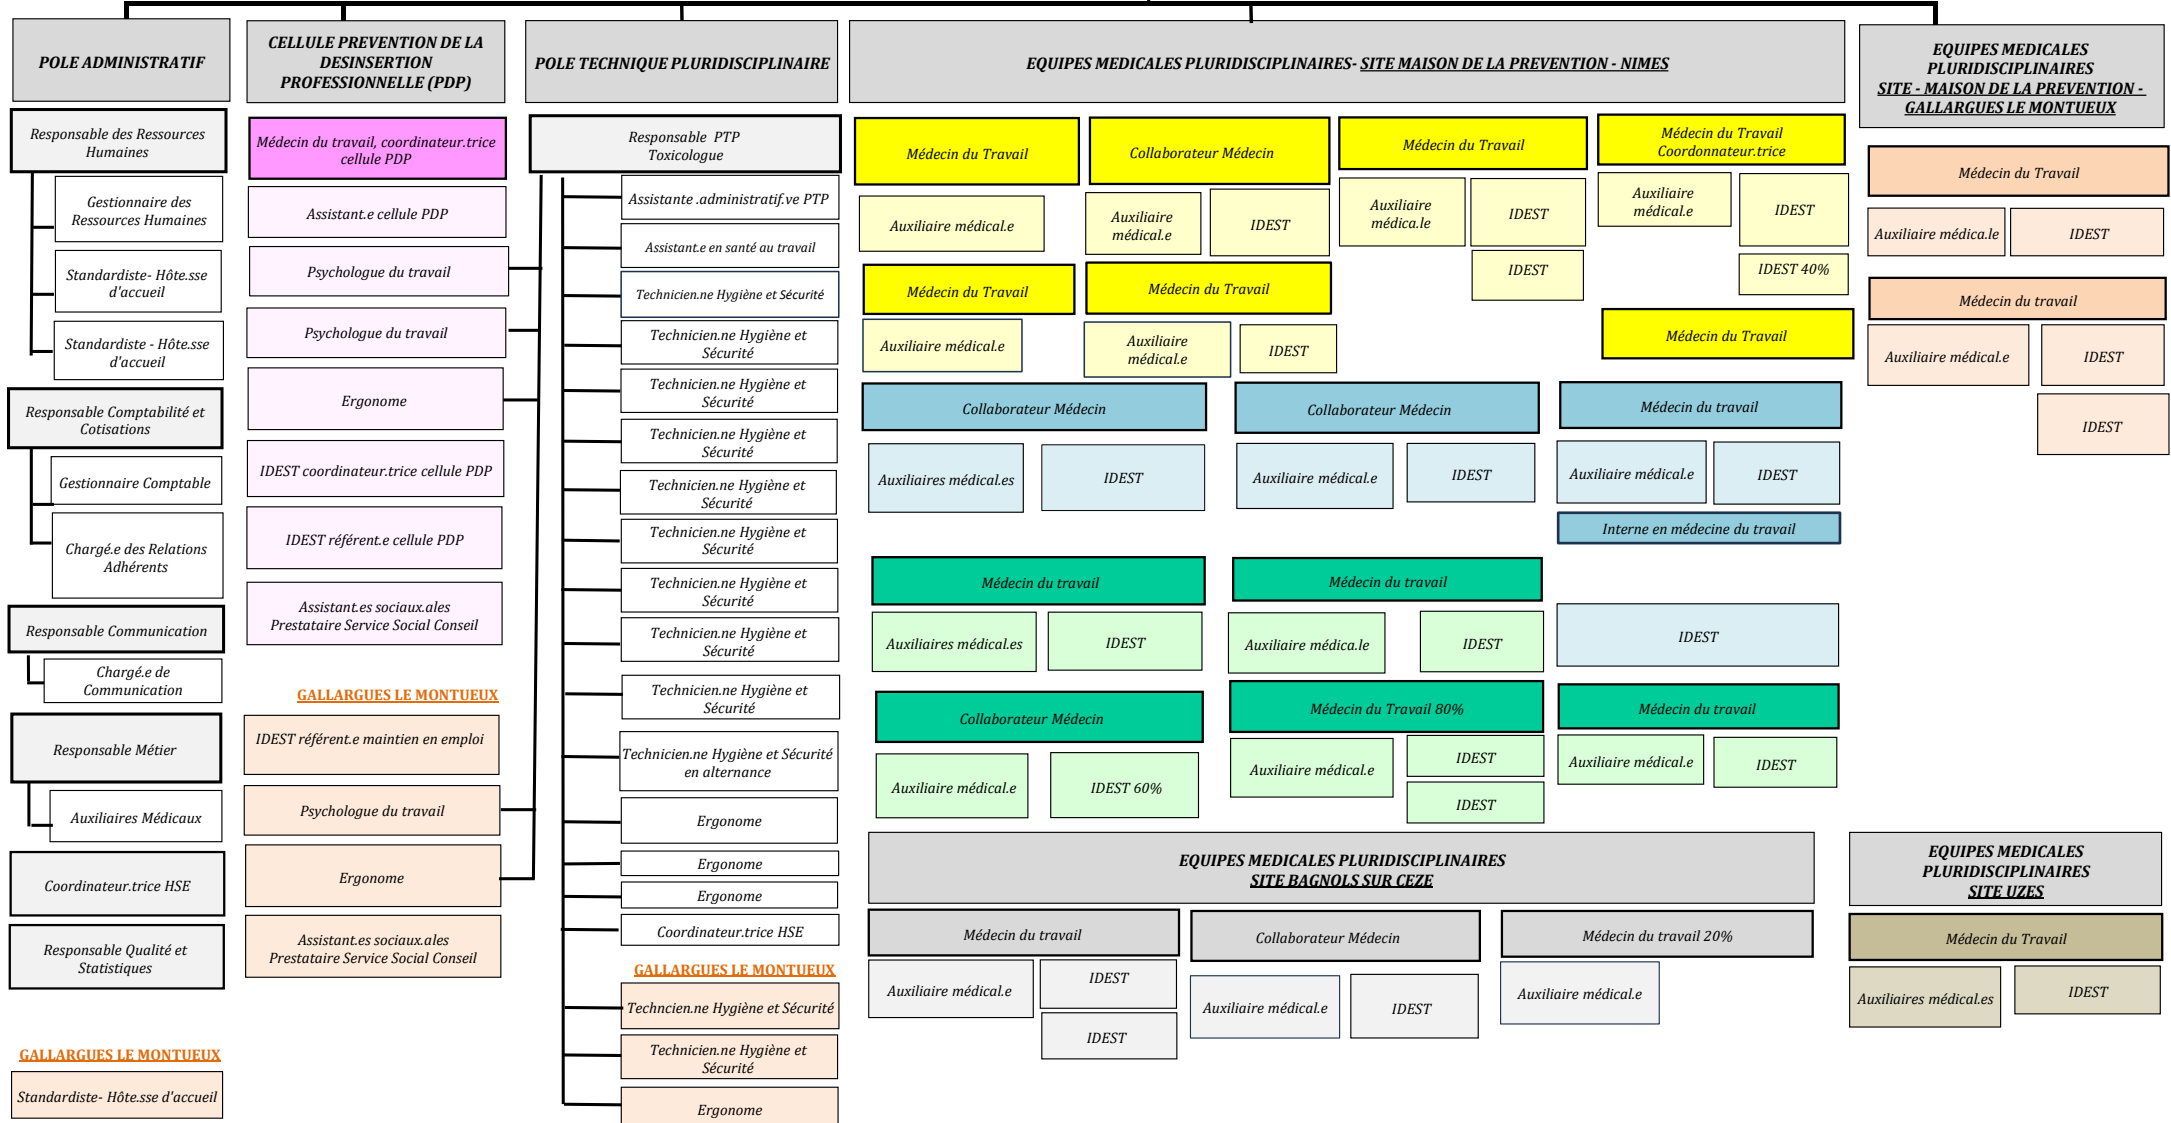 POLE ADMINISTRATIF
Responsable des Ressources
Humaines
Gestionnaire des
Ressources Humaines
Standardiste- Hôte.sse
d'accueil
Standardiste - Hôte.sse
d'accueil
Responsable Comptabilité et
Cotisations
Gestionnaire Comptable
Chargé.e des Relations
Adhérents
Responsable Communication
Chargé.e de
Communication
Responsable Métier
Auxiliaires Médicaux
Coordinateur.trice HSE
Responsable Qualité et
Statistiques
GALLARGUES LE MONTUEUX
Standardiste- Hôte.sse d'accueil
CELLULE PREVENTION DE LA
DESINSERTION
PROFESSIONNELLE (PDP)
Médecin du travail, coordinateur.trice
cellule PDP
Assistant.e cellule PDP
Psychologue du travail
Psychologue du travail
Ergonome
IDEST coordinateur.trice cellule PDP
IDEST référent.e cellule PDP
Assistant.es sociaux.ales
Prestataire Service Social Conseil
GALLARGUES LE MONTUEUX
IDEST référent.e maintien en emploi
Psychologue du travail
Ergonome
Assistant.es sociaux.ales
Prestataire Service Social Conseil
POLE TECHNIQUE PLURIDISCIPLINAIRE
Responsable PTP
Toxicologue
Assistante .administratif.ve PTP
Assistant.e en santé au travail
Technicien.ne Hygiène et Sécurité
Technicien.ne Hygiène et
Sécurité
Technicien.ne Hygiène et
Sécurité
Technicien.ne Hygiène et
Sécurité
Technicien.ne Hygiène et
Sécurité
Technicien.ne Hygiène et
Sécurité
Technicien.ne Hygiène et
Sécurité
Technicien.ne Hygiène et
Sécurité
Technicien.ne Hygiène et
Sécurité
Technicien.ne Hygiène et Sécurité
en alternance
Ergonome
Ergonome
Ergonome
Coordinateur.trice HSE
GALLARGUES LE MONTUEUX
Techncien.ne Hygiène et Sécurité
Technicien.ne Hygiène et
Sécurité
Ergonome
EQUIPES MEDICALES PLURIDISCIPLINAIRES- SITE MAISON DE LA PREVENTION - NIMES
Médecin du Travail
Auxiliaire médical.e
Collaborateur Médecin
Auxiliaire
médical.e
IDEST
Médecin du Travail
Auxiliaire
médica.le
IDEST
IDEST
Médecin du Travail
Coordonnateur.trice
Auxiliaire
médical.e
IDEST
IDEST 40%
Médecin du Travail
Auxiliaire médical.e
Médecin du Travail
Auxiliaire
médical.e
IDEST
Médecin du Travail
Collaborateur Médecin
Auxiliaires médical.es
IDEST
Collaborateur Médecin
Auxiliaire médical.e
IDEST
Médecin du travail
Auxiliaire médical.e
IDEST
Interne en médecine du travail
Médecin du travail
Auxiliaires médical.es
IDEST
Médecin du travail
Auxiliaire médica.le
IDEST
IDEST
Collaborateur Médecin
Auxiliaire médical.e
IDEST 60%
Médecin du Travail 80%
Auxiliaire médical.e
IDEST
IDEST
Médecin du travail
Auxiliaire médical.e
IDEST
EQUIPES MEDICALES PLURIDISCIPLINAIRES
SITE BAGNOLS SUR CEZE
Médecin du travail
Auxiliaire médical.e
IDEST
IDEST
Collaborateur Médecin
Auxiliaire médical.e
IDEST
Médecin du travail 20%
Auxiliaire médical.e
EQUIPES MEDICALES
PLURIDISCIPLINAIRES
SITE - MAISON DE LA PREVENTION -
GALLARGUES LE MONTUEUX
Médecin du Travail
Auxiliaire médica.le
IDEST
Médecin du travail
Auxiliaire médical.e
IDEST
IDEST
EQUIPES MEDICALES
PLURIDISCIPLINAIRES
SITE UZES
Médecin du Travail
Auxiliaires médical.es
IDEST